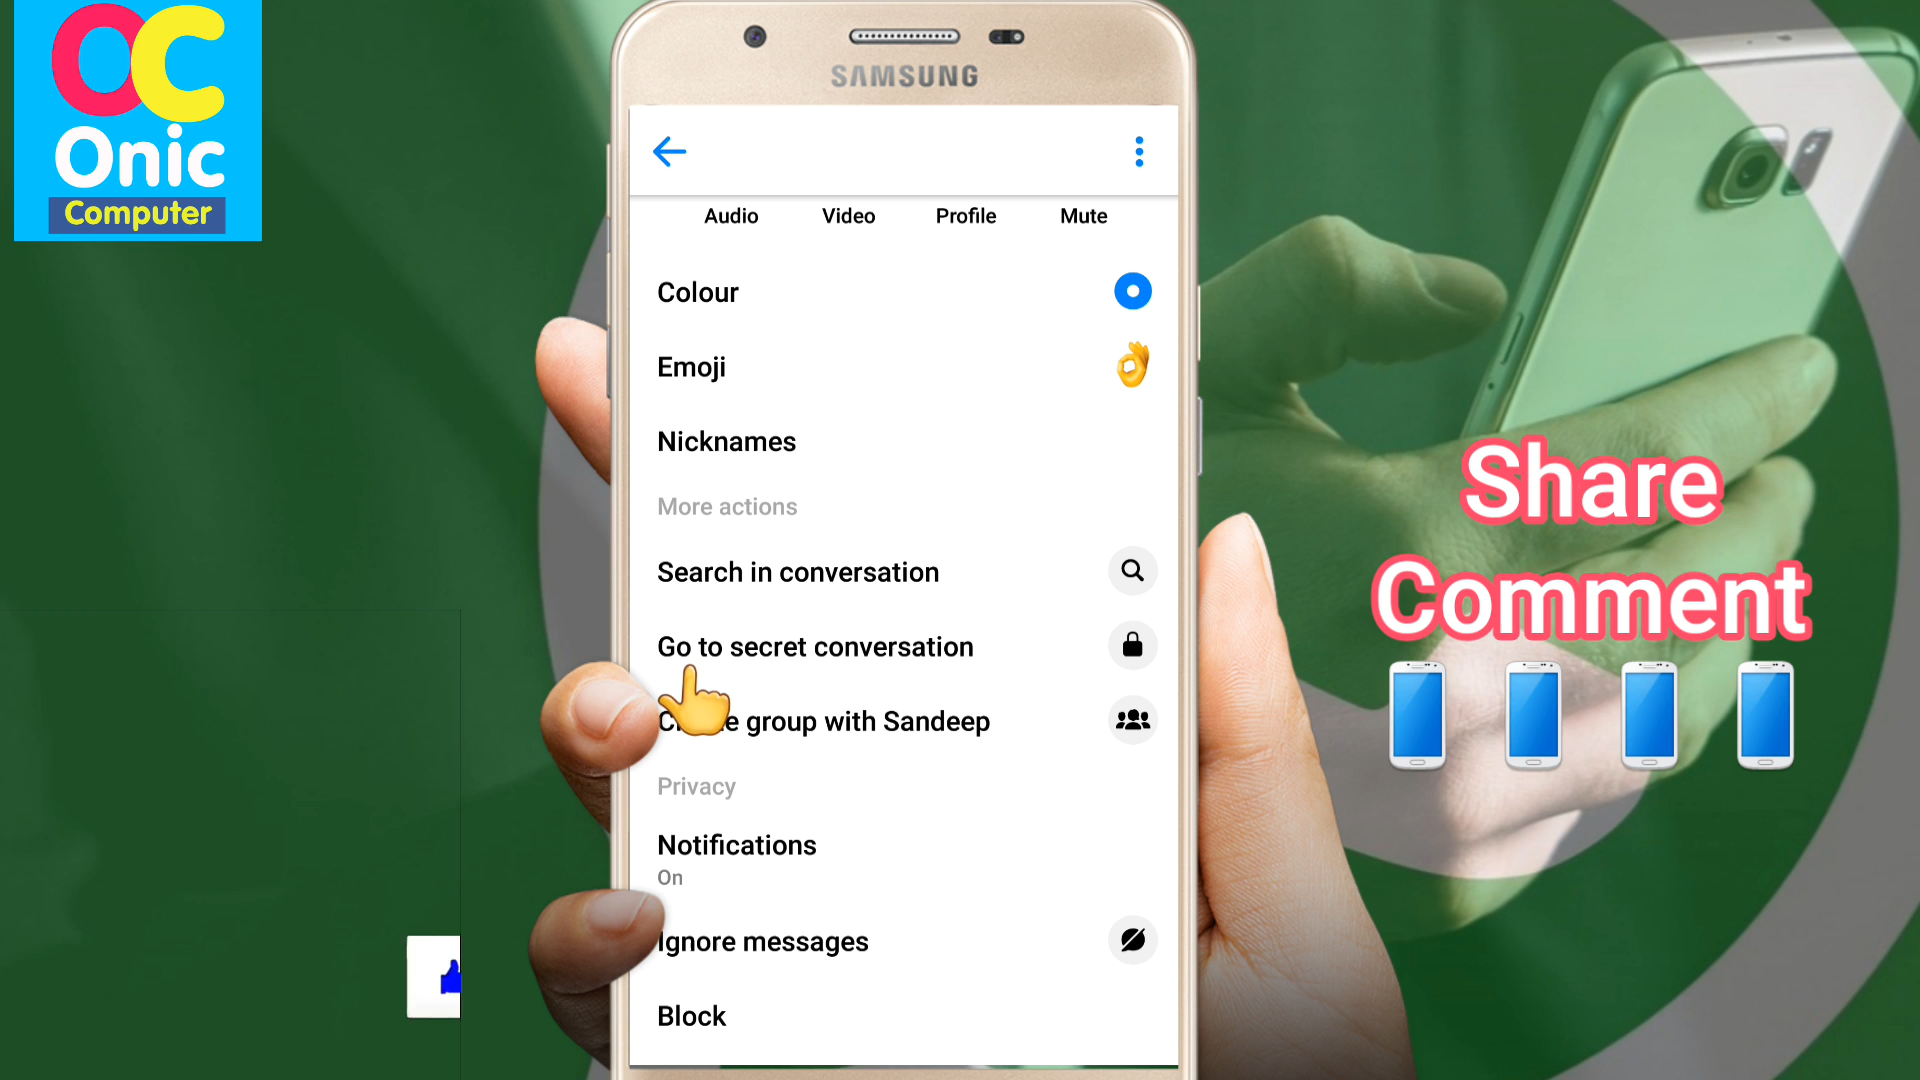 OC
Onic
Computer
SAMSUNG
Audio Video Profile Mute
Colour
Emoji
Nicknames
More actions
Search in conversation
Go to secret conversation
group with Sandeep
Privacy
Notifications
On
Ignore messages
Block
Share
Comment